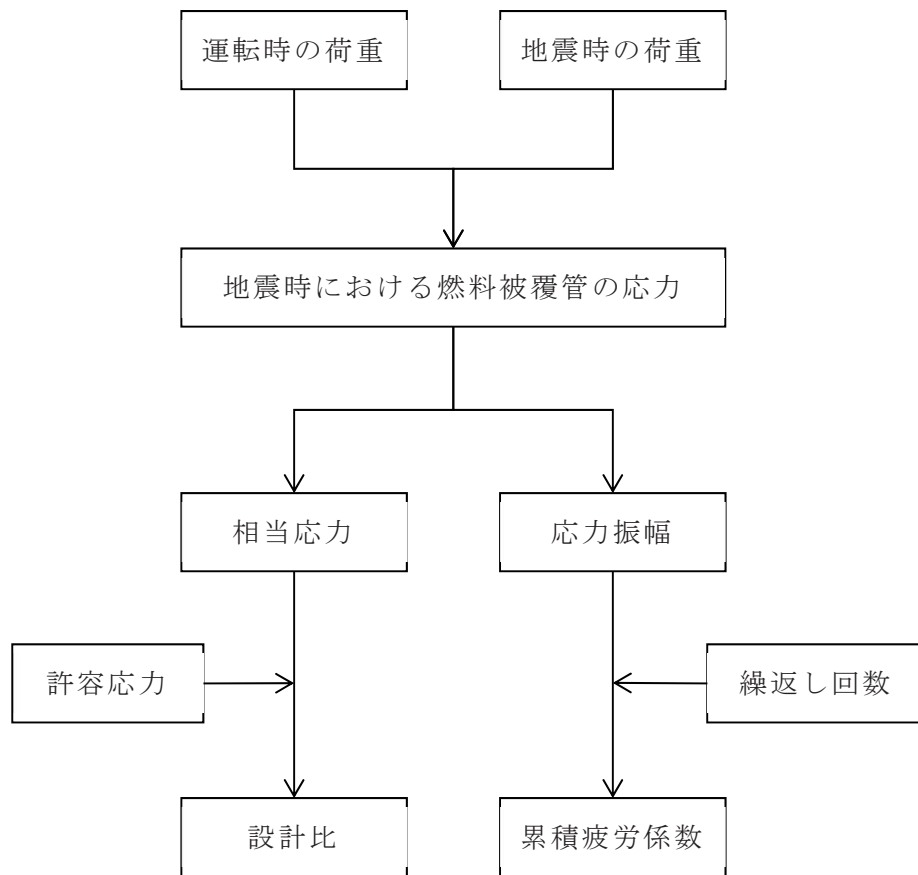 運転時の荷重
地震時の荷重
地震時における燃料被覆管の応力
相当応力
応力振幅
許容応力
繰返し回数
設計比
累積疲労係数